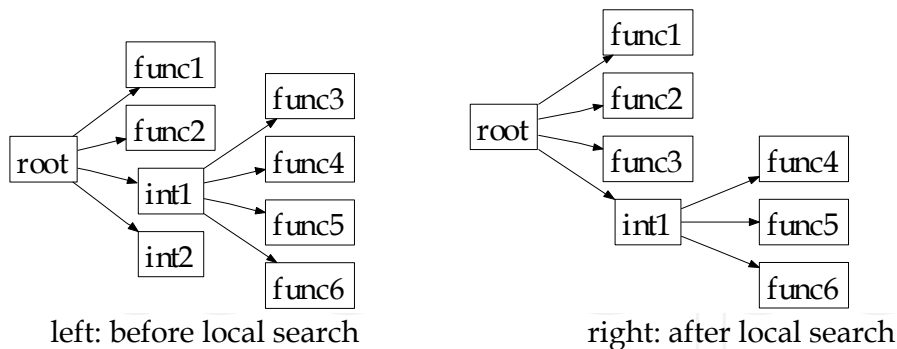 func1
func2
root
int1
int2
func3
func4
func5
func6
left: before local search
func1
func2
root
func3
int1
func4
func5
func6
right: after local search